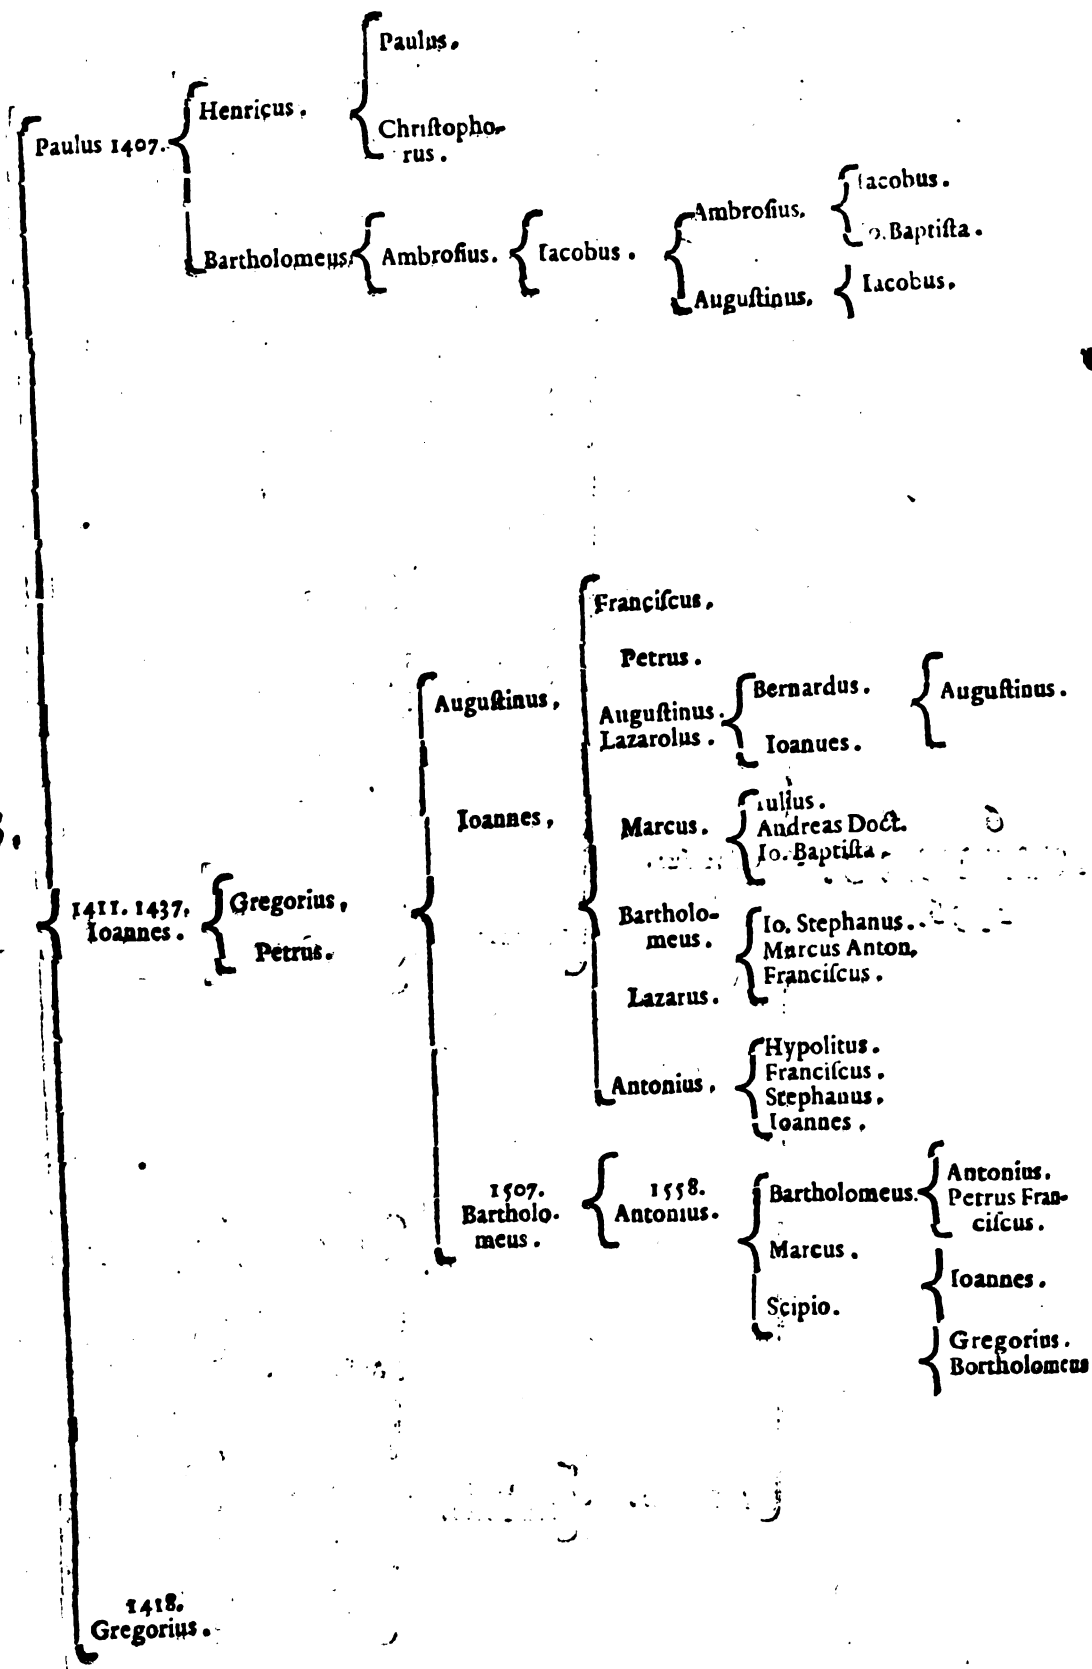 Paulus.
Henricus.
Christopho-
rus.
Paulus 1407.
Iacobus.
Ambroſius.
Io. Baptiſta.
Bartholomeus.
Ambroſius.
Iacobus.
Auguſtinus.
Iacobus.
Franciſcus.
Petrus.
Auguſtinus,
Auguſtinus.
Lazarolus.
Bernardus.
Ioanues.
Auguſtinus.
Ioannes,
Marcus.
Iulius.
Andreas Doct.
Io. Baptiſta.
1411. 1437.
Ioannes.
Gregorius,
Petrus.
Bartholo-
meus.
Io. Stephanus.
Marcus Anton,
Franciſcus.
Lazarus.
Antonius,
Hypolitus.
Franciſcus.
Stephanus,
Ioannes.
1507.
Bartholo-
meus.
1558.
Antonius.
Bartholomeus.
Antonius.
Petrus Fran-
ciſcus.
Marcus.
Ioannes.
Scipio.
Gregorius.
Bortholomeus
1418.
Gregorius.